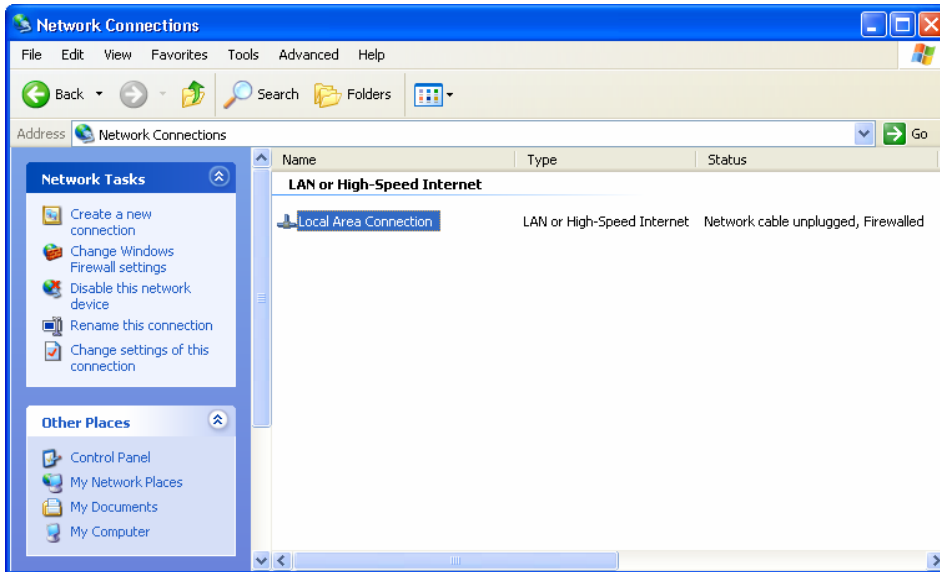 Network Connections
File Edit View Favorites Tools Advanced Help
Back Search Folders
Address Network Connections Go
Network Tasks
Create a new
connection
Change Windows
Firewall settings
Disable this network
device
Rename this connection
Change settings of this
connection
Other Places
Control Panel
My Network Places
My Documents
My Computer
Name Type Status
LAN or High-Speed Internet
Local Area Connection LAN or High-Speed Internet Network cable unplugged, Firewalled